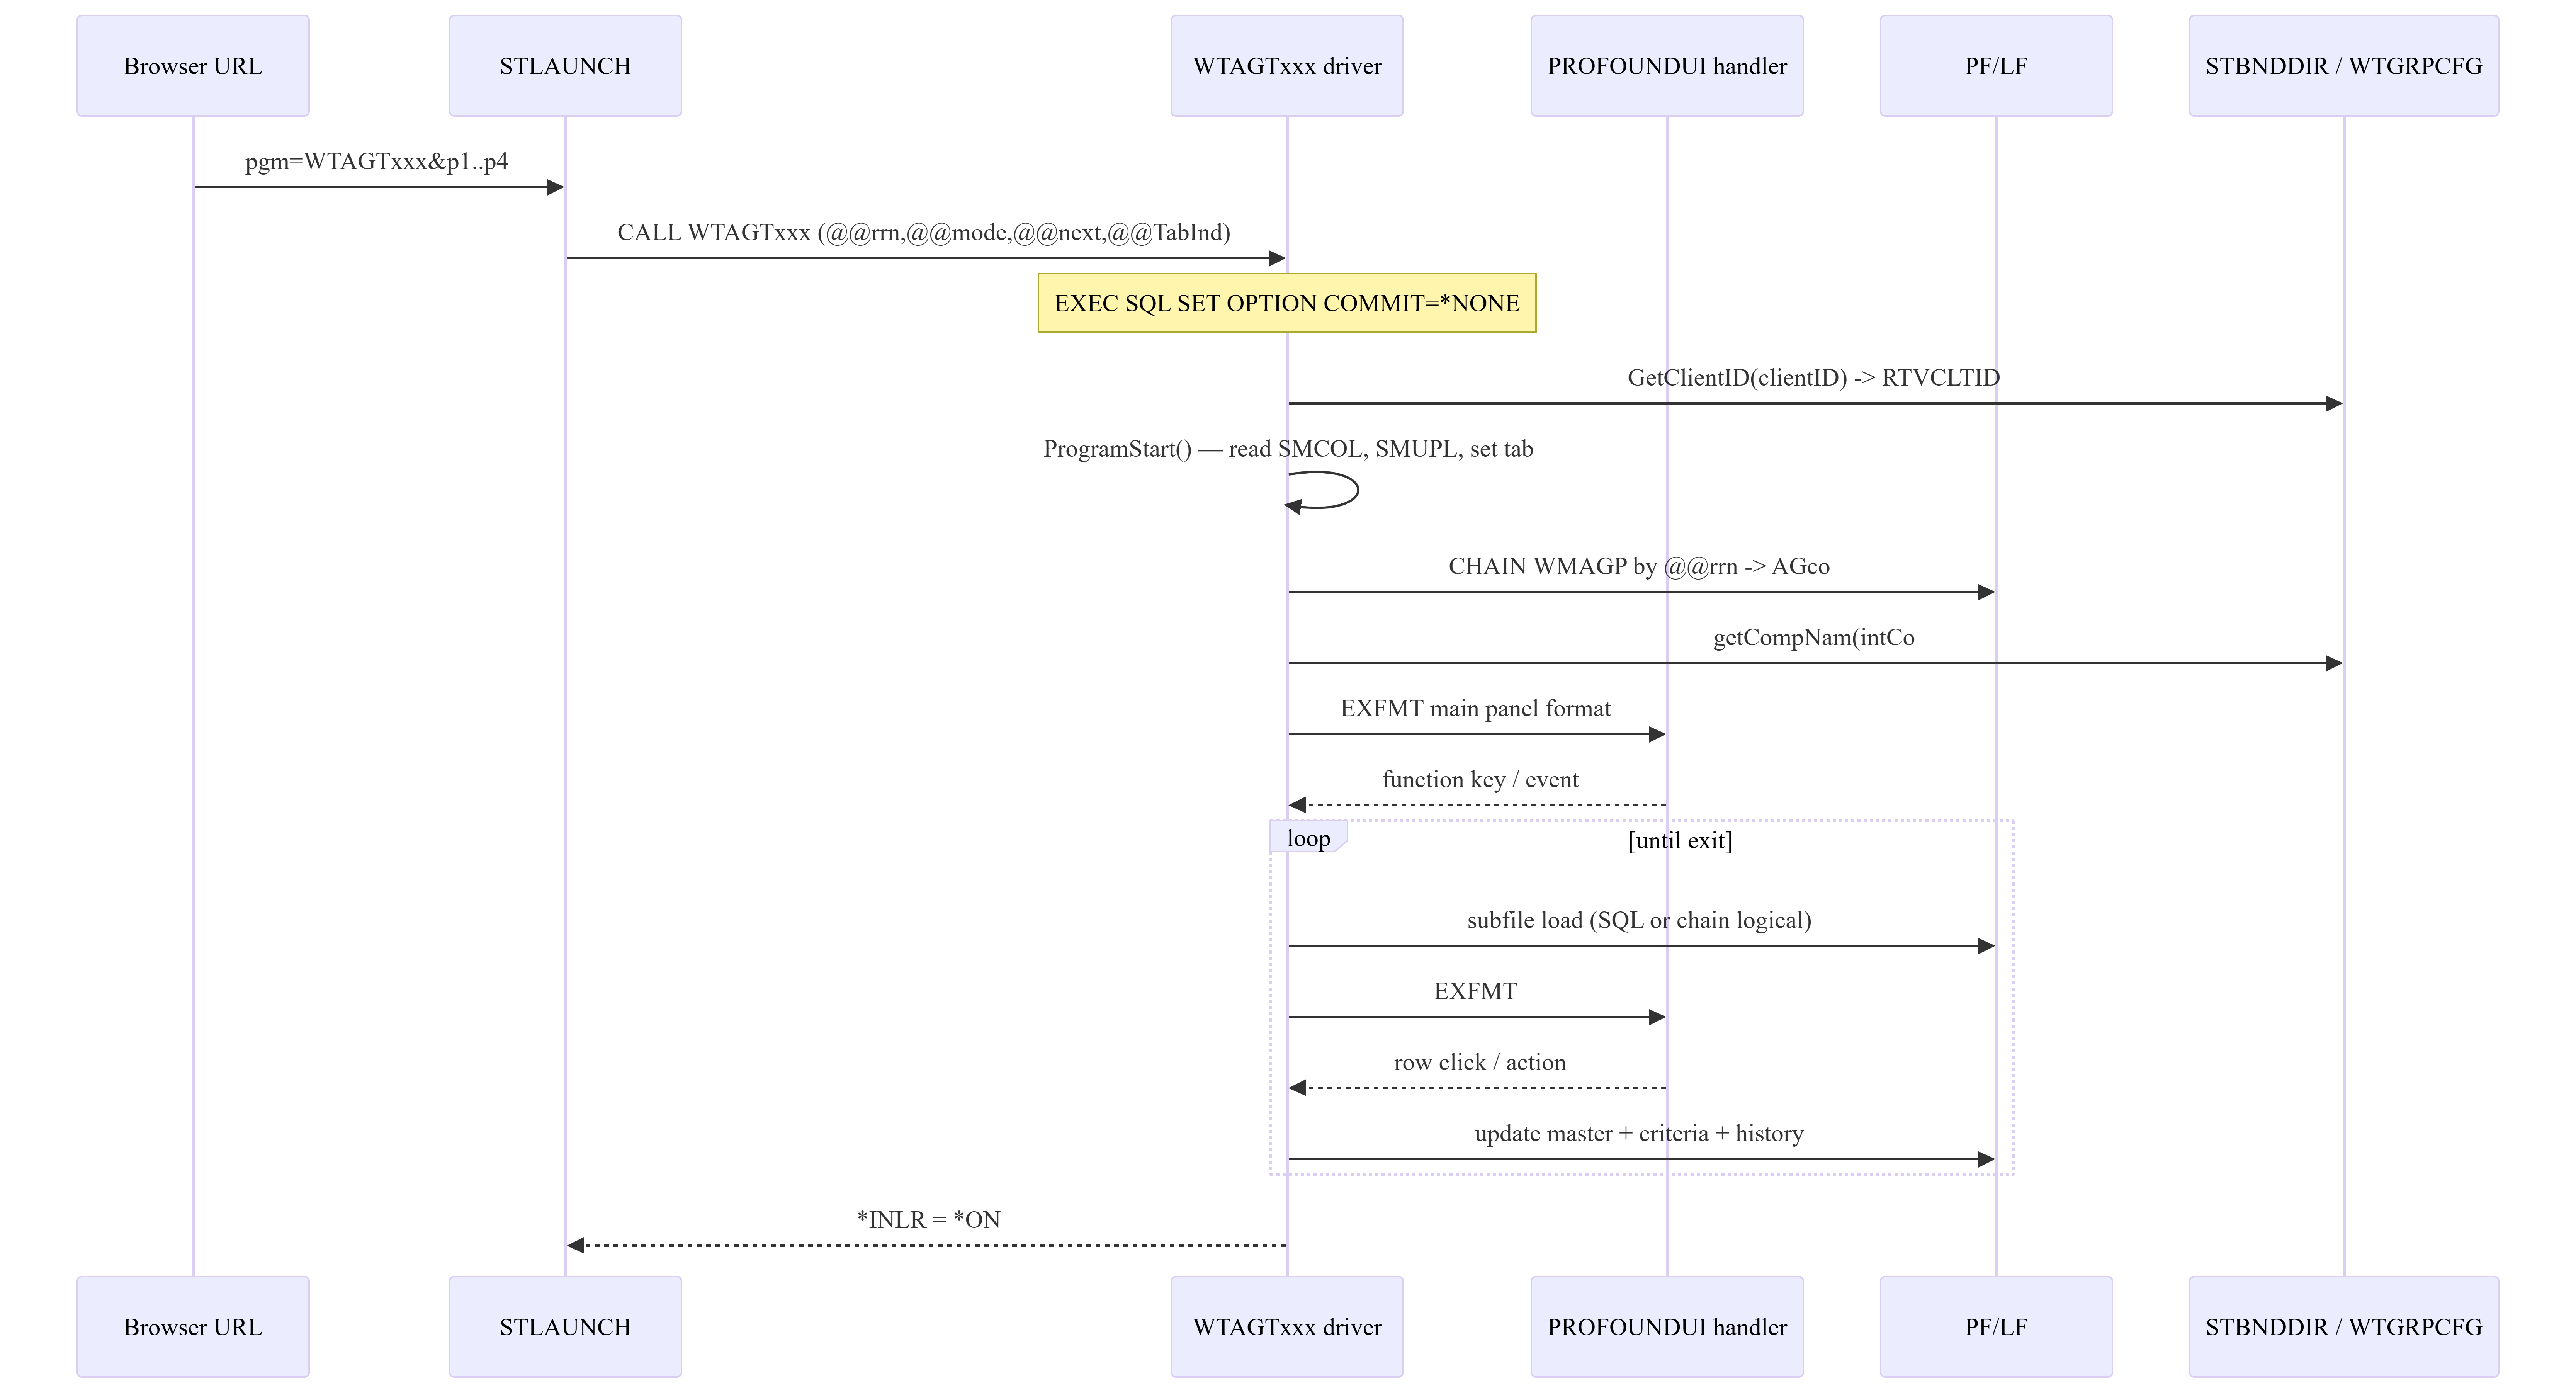 Browser URL
STLAUNCH
WTAGTxxx driver
PROFOUNDUI handler
PF/LF
STBNDDIR / WTGRPCFG
pgm=WTAGTxxx&p1..p4
CALL WTAGTxxx (@@rrn,@@mode,@@next,@@TabInd)
EXEC SQL SET OPTION COMMIT=*NONE
GetClientID(clientID) -> RTVCLTID
ProgramStart() — read SMCOL, SMUPL, set tab
CHAIN WMAGP by @@rrn -> AGco
getCompNam(intCo
EXFMT main panel format
function key / event
loop
[until exit]
subfile load (SQL or chain logical)
EXFMT
row click / action
update master + criteria + history
*INLR = *ON
Browser URL
STLAUNCH
WTAGTxxx driver
PROFOUNDUI handler
PF/LF
STBNDDIR / WTGRPCFG